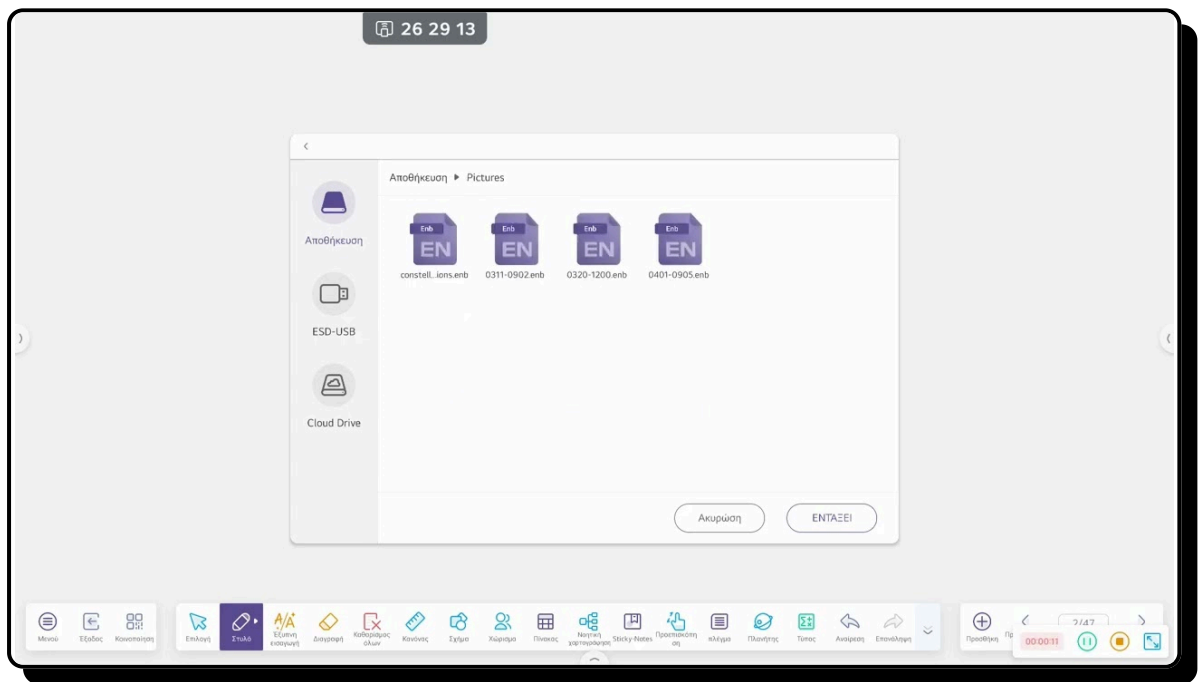 26 29 13
Αποθήκευση ▶ Pictures
Αποθήκευση
ESD-USB
Cloud Drive
Enb Enb Enb Enb
EN EN EN EN
constell...ions.enb 0311-0902.enb 0320-1200.enb 0401-0905.enb
Ακυρώση ΕΝΤΆΞΕΙ
Μενού Έξοδος Κοινοποίηση
Επιλογή Στυλό Έξυπνη εισαγωγή Διαγραφή Καθαρισμός όλων Κανόνας Σχήμα Χώρισμα Πίνακας Νοητική χαρτογράφηση Sticky-Notes πλέγμα Πλανήτης Τύπος Αναίρεση Επανάληψη
Προσθήκη
2/47
00:00:11